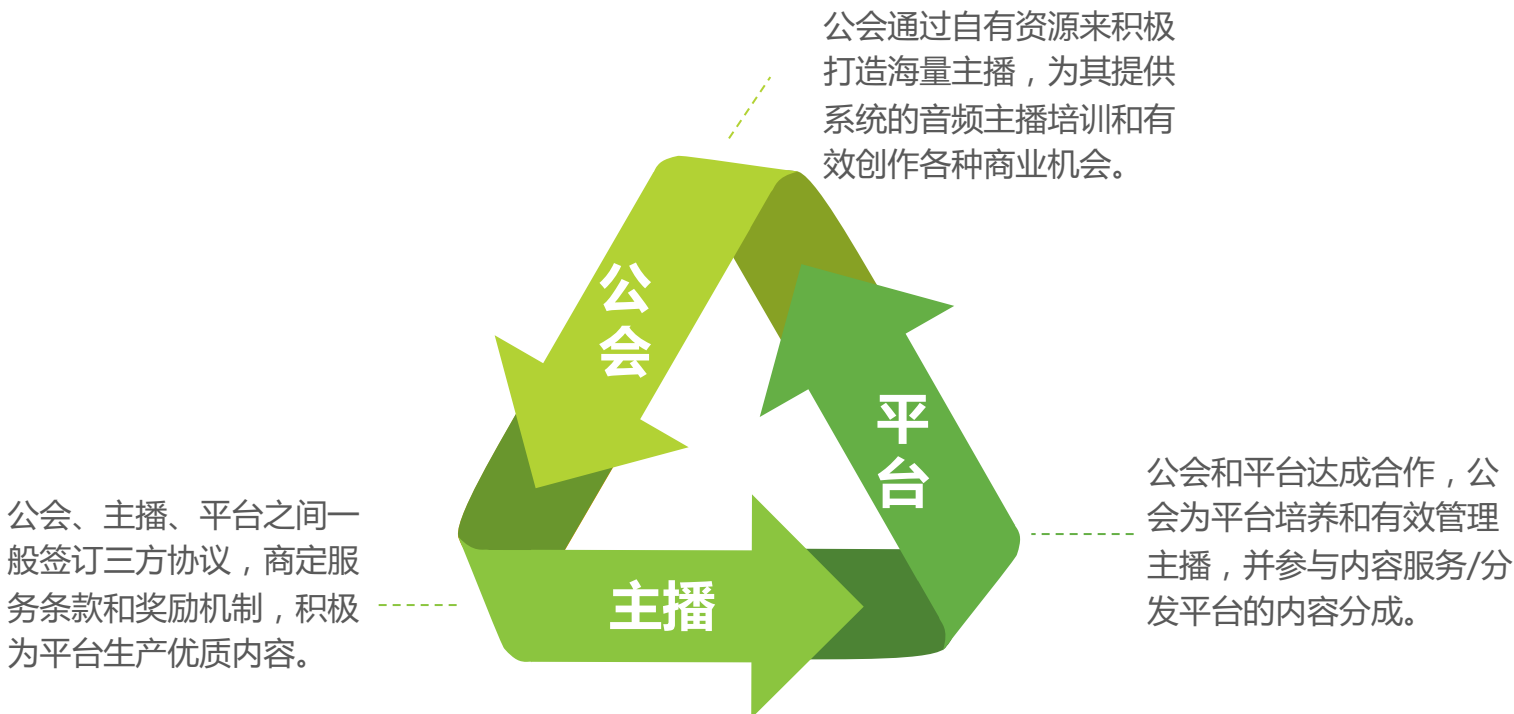 公会通过自有资源来积极
打造海量主播，为其提供
系统的音频主播培训和有
效创作各种商业机会。
公
会
平
台
公会和平台达成合作，公
会为平台培养和有效管理
主播，并参与内容服务/分
发平台的内容分成。
公会、主播、平台之间一
般签订三方协议，商定服
务条款和奖励机制，积极
为平台生产优质内容。
主播